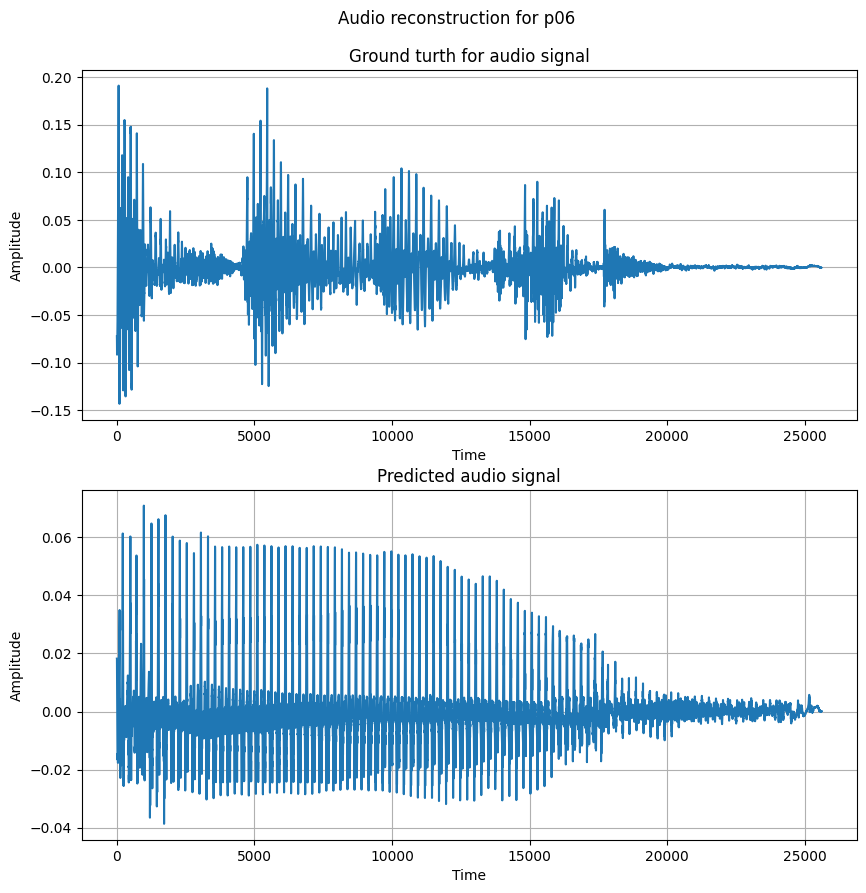 Audio reconstruction for p06
Ground turth for audio signal
0.20
0.15
0.10
0.05
0.00
−0.05
−0.10
−0.15
Amplitude
0 5000 10000 15000 20000 25000
Time
Predicted audio signal
0.06
0.04
0.02
0.00
−0.02
−0.04
Amplitude
0 5000 10000 15000 20000 25000
Time